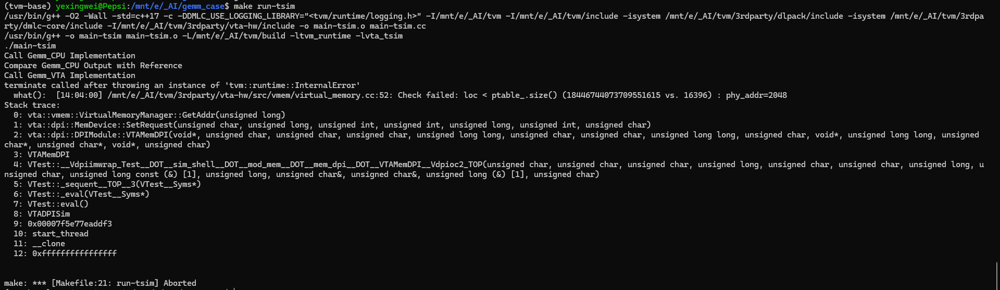 (tvm-base) yexingwei@Pepsi:/mnt/e/_AI/gemm_case$ make run-tsim
/usr/bin/g++ -O2 -Wall -std=c++17 -c -DDMLC_USE_LOGGING_LIBRARY="<tvm/runtime/logging.h>" -I/mnt/e/_AI/tvm -I/mnt/e/_AI/tvm/include -isystem /mnt/e/_AI/tvm/3rdparty/dlpack/include -isystem /mnt/e/_AI/tvm/3rdpa
rty/dmlc-core/include -I/mnt/e/_AI/tvm/3rdparty/vta-hw/include -o main-tsim.o main-tsim.cc
/usr/bin/g++ -o main-tsim main-tsim.o -L/mnt/e/_AI/tvm/build -ltvm_runtime -lvta_tsim
./main-tsim
Call Gemm_CPU Implementation
Compare Gemm_CPU Output with Reference
Call Gemm_VTA Implementation
terminate called after throwing an instance of 'tvm::runtime::InternalError'
  what():  [14:04:00] /mnt/e/_AI/tvm/3rdparty/vta-hw/src/vmem/virtual_memory.cc:52: Check failed: loc < ptable_.size() (18446744073709551615 vs. 16396) : phy_addr=2048
Stack trace:
  0: vta::vmem::VirtualMemoryManager::GetAddr(unsigned long)
  1: vta::dpi::MemDevice::SetRequest(unsigned char, unsigned long, unsigned int, unsigned int, unsigned long, unsigned int, unsigned char)
  2: vta::dpi::DPIModule::VTAMemDPI(void*, unsigned char, unsigned char, unsigned char, unsigned long long, unsigned char, unsigned char, unsigned long long, unsigned char, void*, unsigned long long, unsigned
char*, unsigned char*, void*, unsigned char)
  3: VTAMemDPI
  4: VTest::__Vdpiimwrap_Test__DOT__sim_shell__DOT__mod_mem__DOT__mem_dpi__DOT__VTAMemDPI__Vdpioc2_TOP(unsigned char, unsigned char, unsigned char, unsigned long, unsigned char, unsigned char, unsigned long, u
nsigned char, unsigned long const (&) [1], unsigned long, unsigned char&, unsigned char&, unsigned long (&) [1], unsigned char)
  5: VTest::_sequent__TOP__3(VTest__Syms*)
  6: VTest::_eval(VTest__Syms*)
  7: VTest::eval()
  8: VTADPISim
  9: 0x00007f5e77eaddf3
  10: start_thread
  11: __clone
  12: 0xffffffffffffffff
make: *** [Makefile:21: run-tsim] Aborted